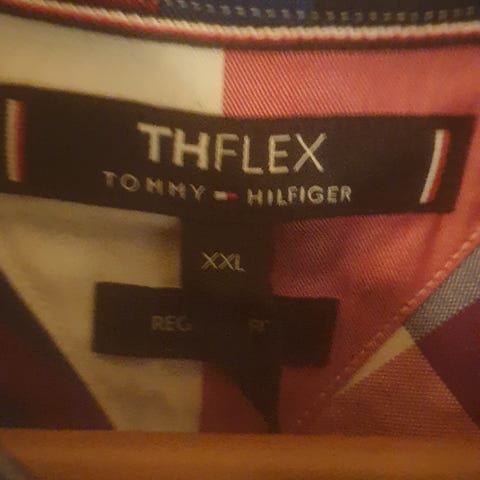 THFLEX
TOMMY HILFIGER
XXL
REG